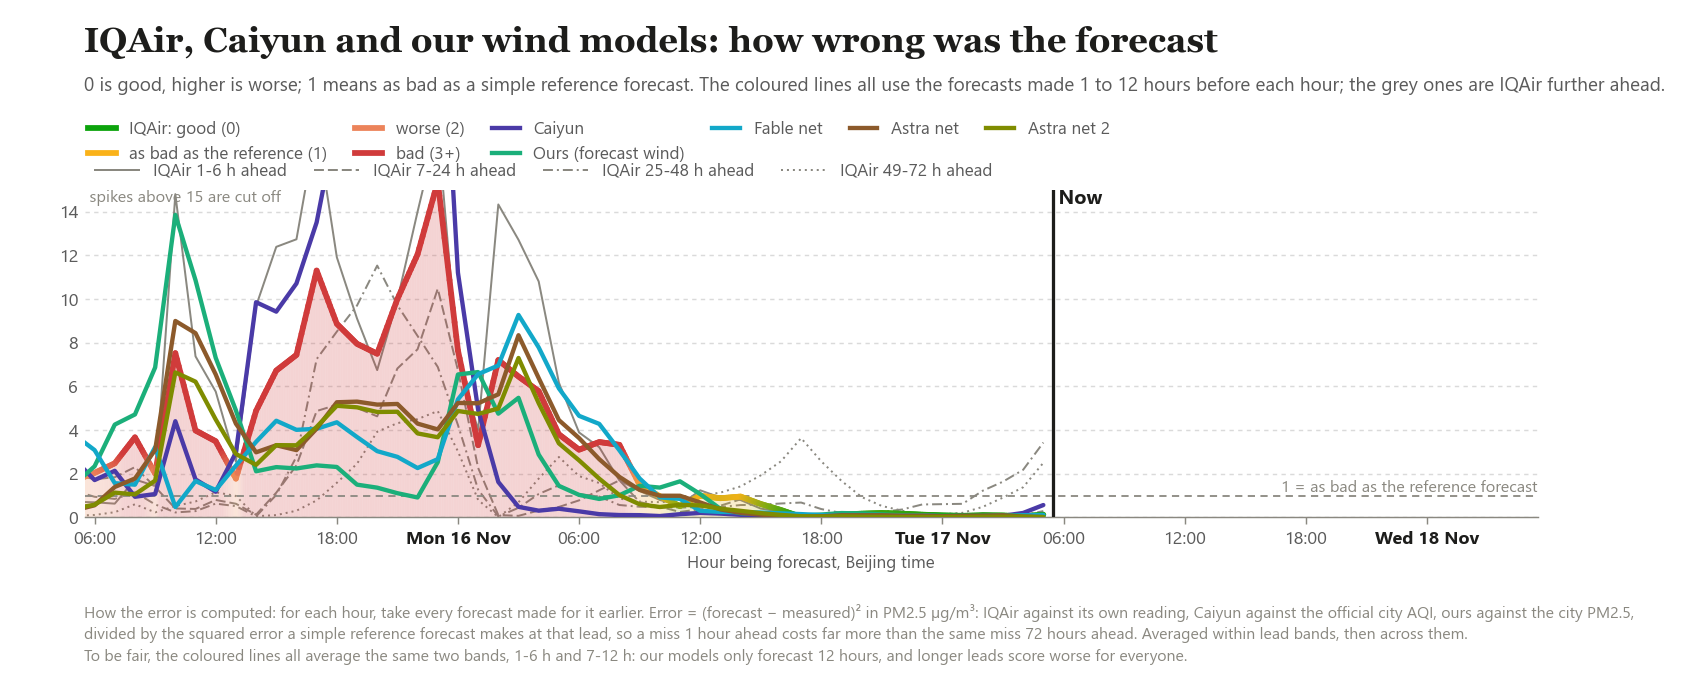 IQAir, Caiyun and our wind models: how wrong was the forecast
0 is good, higher is worse; 1 means as bad as a simple reference forecast. The coloured lines all use the forecasts made 1 to 12 hours before each hour; the grey ones are IQAir further ahead.
IQAir: good (0) worse (2) Caiyun Fable net Astra net Astra net 2
as bad as the reference (1) bad (3+) Ours (forecast wind)
IQAir 1-6 h ahead IQAir 7-24 h ahead IQAir 25-48 h ahead IQAir 49-72 h ahead
spikes above 15 are cut off
Now
14
12
10
8
6
4
2
1 = as bad as the reference forecast
0
06:00 12:00 18:00 Mon 16 Nov 06:00 12:00 18:00 Tue 17 Nov 06:00 12:00 18:00 Wed 18 Nov
Hour being forecast, Beijing time
How the error is computed: for each hour, take every forecast made for it earlier. Error = (forecast − measured)² in PM2.5 µg/m³: IQAir against its own reading, Caiyun against the official city AQI, ours against the city PM2.5,
divided by the squared error a simple reference forecast makes at that lead, so a miss 1 hour ahead costs far more than the same miss 72 hours ahead. Averaged within lead bands, then across them.
To be fair, the coloured lines all average the same two bands, 1-6 h and 7-12 h: our models only forecast 12 hours, and longer leads score worse for everyone.